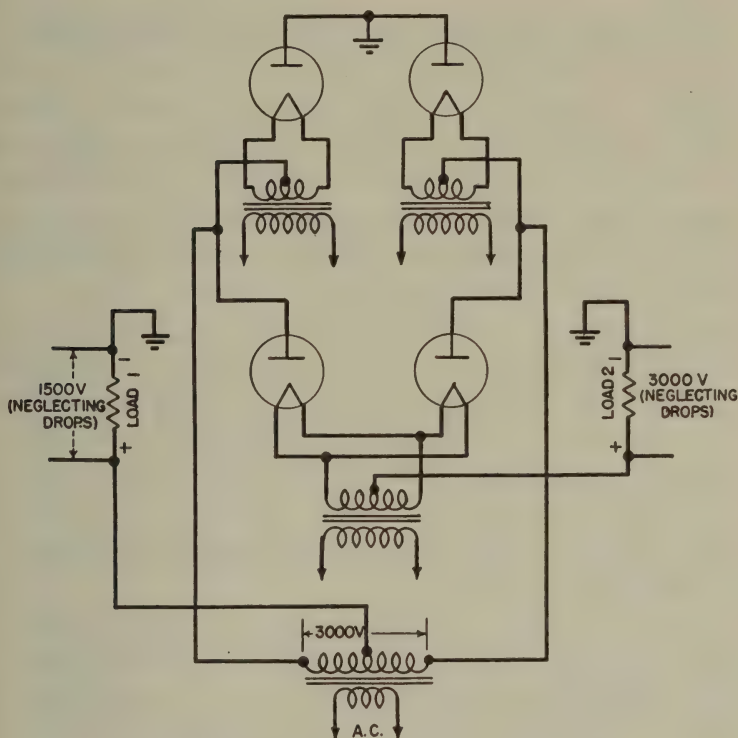 1500V
(NEGLECTING
DROPS)
−
LOAD 1
+
−
LOAD 2
+
3000 V
(NEGLECTING
DROPS)
3000V
A.C.